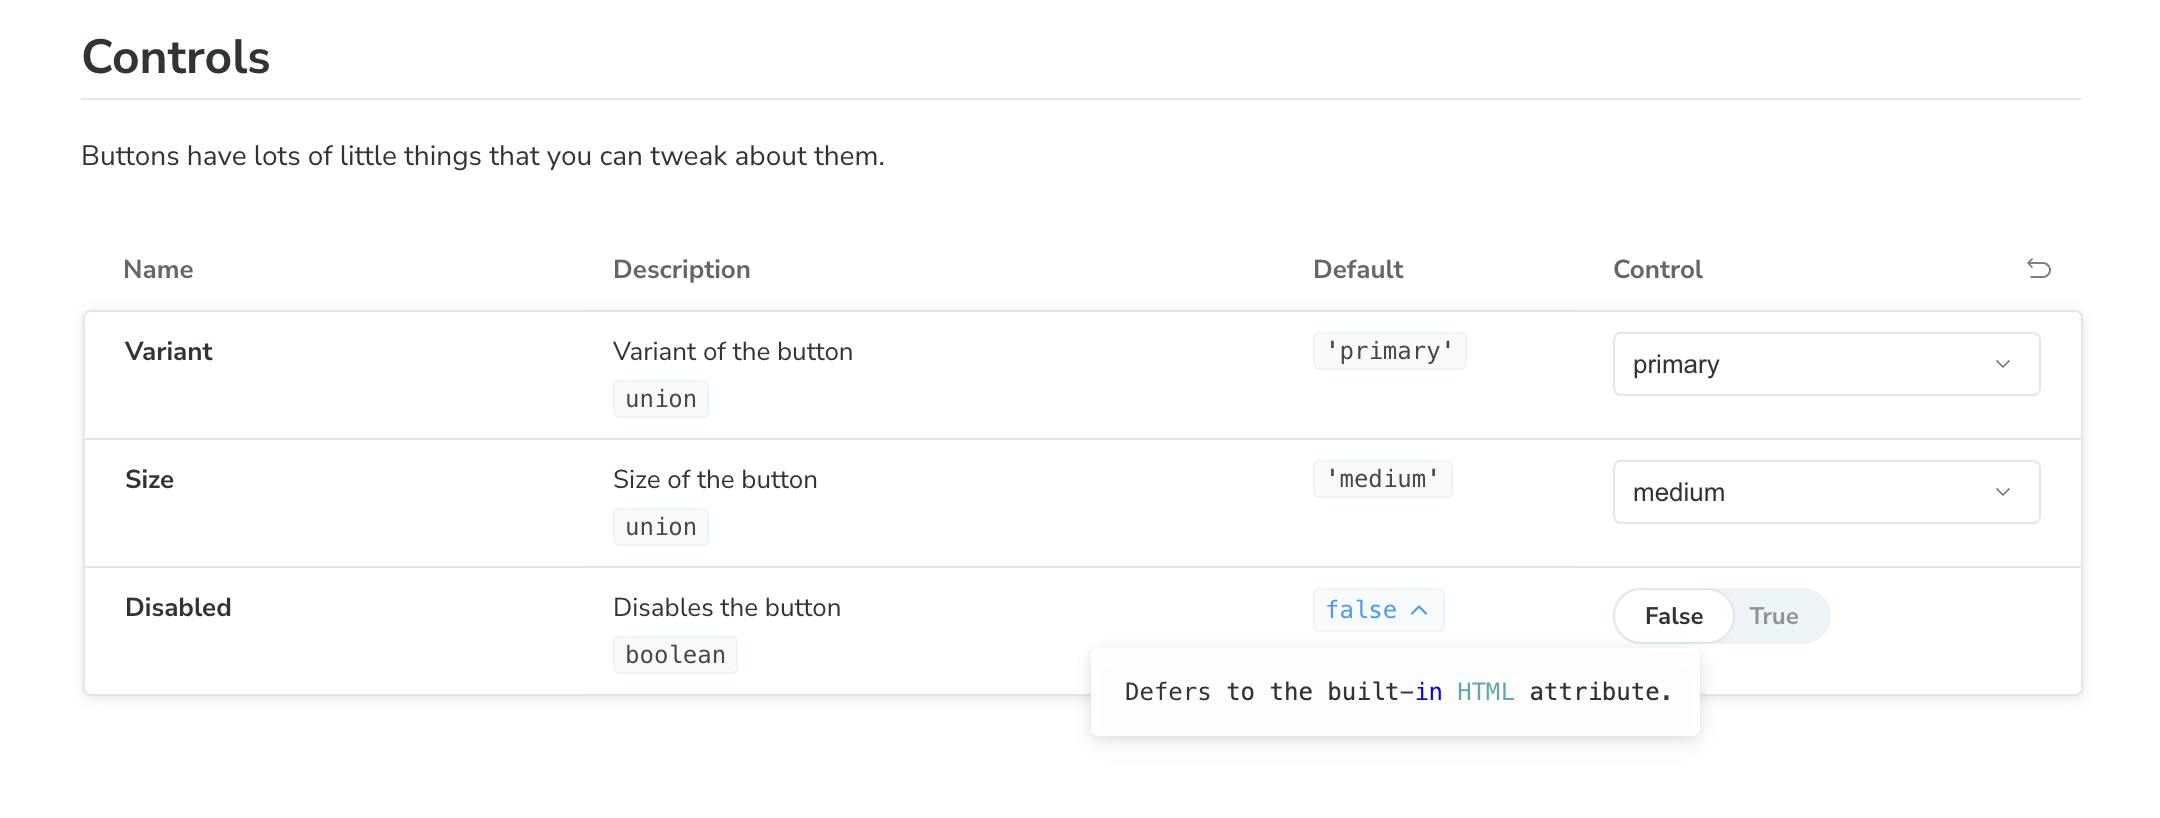 Controls
Buttons have lots of little things that you can tweak about them.
Name Description Default Control
Variant Variant of the button 'primary' primary
union
Size Size of the button 'medium' medium
union
Disabled Disables the button false False True
boolean
Defers to the built-in HTML attribute.